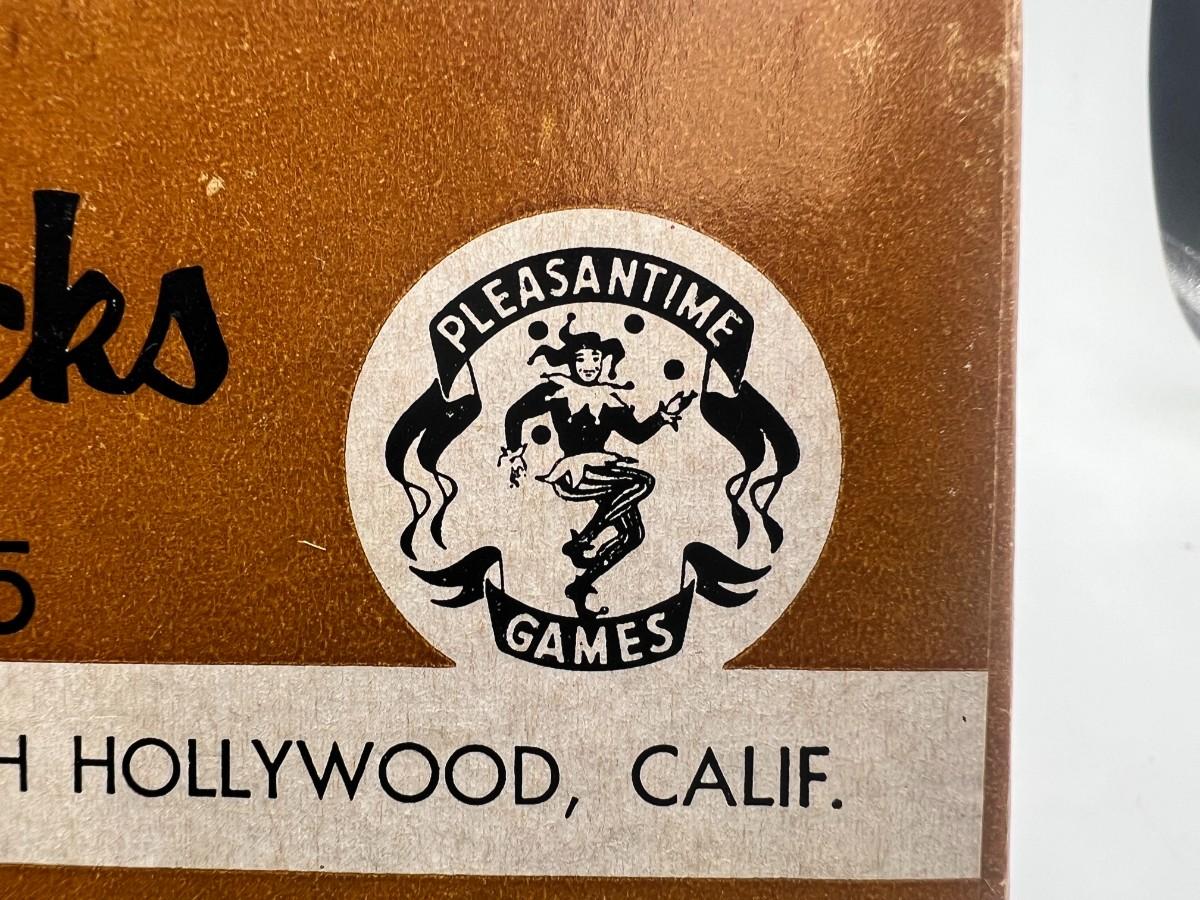 cks
PLEASANTIME
5
GAMES
H HOLLYWOOD, CALIF.